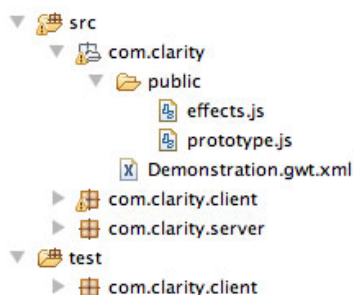 src
com.clarity
public
effects.js
prototype.js
Demonstration.gwt.xml
com.clarity.client
com.clarity.server
test
com.clarity.client